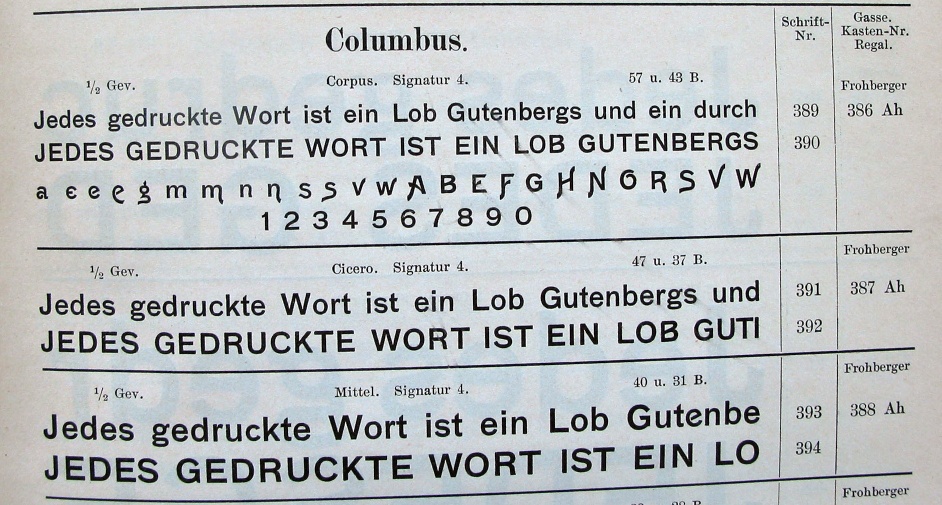 Columbus.
Schrift-
Nr.
Gasse.
Kasten-Nr.
Regal.
1/2 Gev. Corpus. Signatur 4. 57 u. 43 B. Frohberger
Jedes gedruckte Wort ist ein Lob Gutenbergs und ein durch 389 386 Ah
JEDES GEDRUCKTE WORT IST EIN LOB GUTENBERGS 390
a e e e g m m n n s s v w A B E F G H N O R S V W
1 2 3 4 5 6 7 8 9 0
1/2 Gev. Cicero. Signatur 4. 47 u. 37 B. Frohberger
Jedes gedruckte Wort ist ein Lob Gutenbergs und 391 387 Ah
JEDES GEDRUCKTE WORT IST EIN LOB GUTI 392
1/2 Gev. Mittel. Signatur 4. 40 u. 31 B. Frohberger
Jedes gedruckte Wort ist ein Lob Gutenbe 393 388 Ah
JEDES GEDRUCKTE WORT IST EIN LO 394
Frohberger